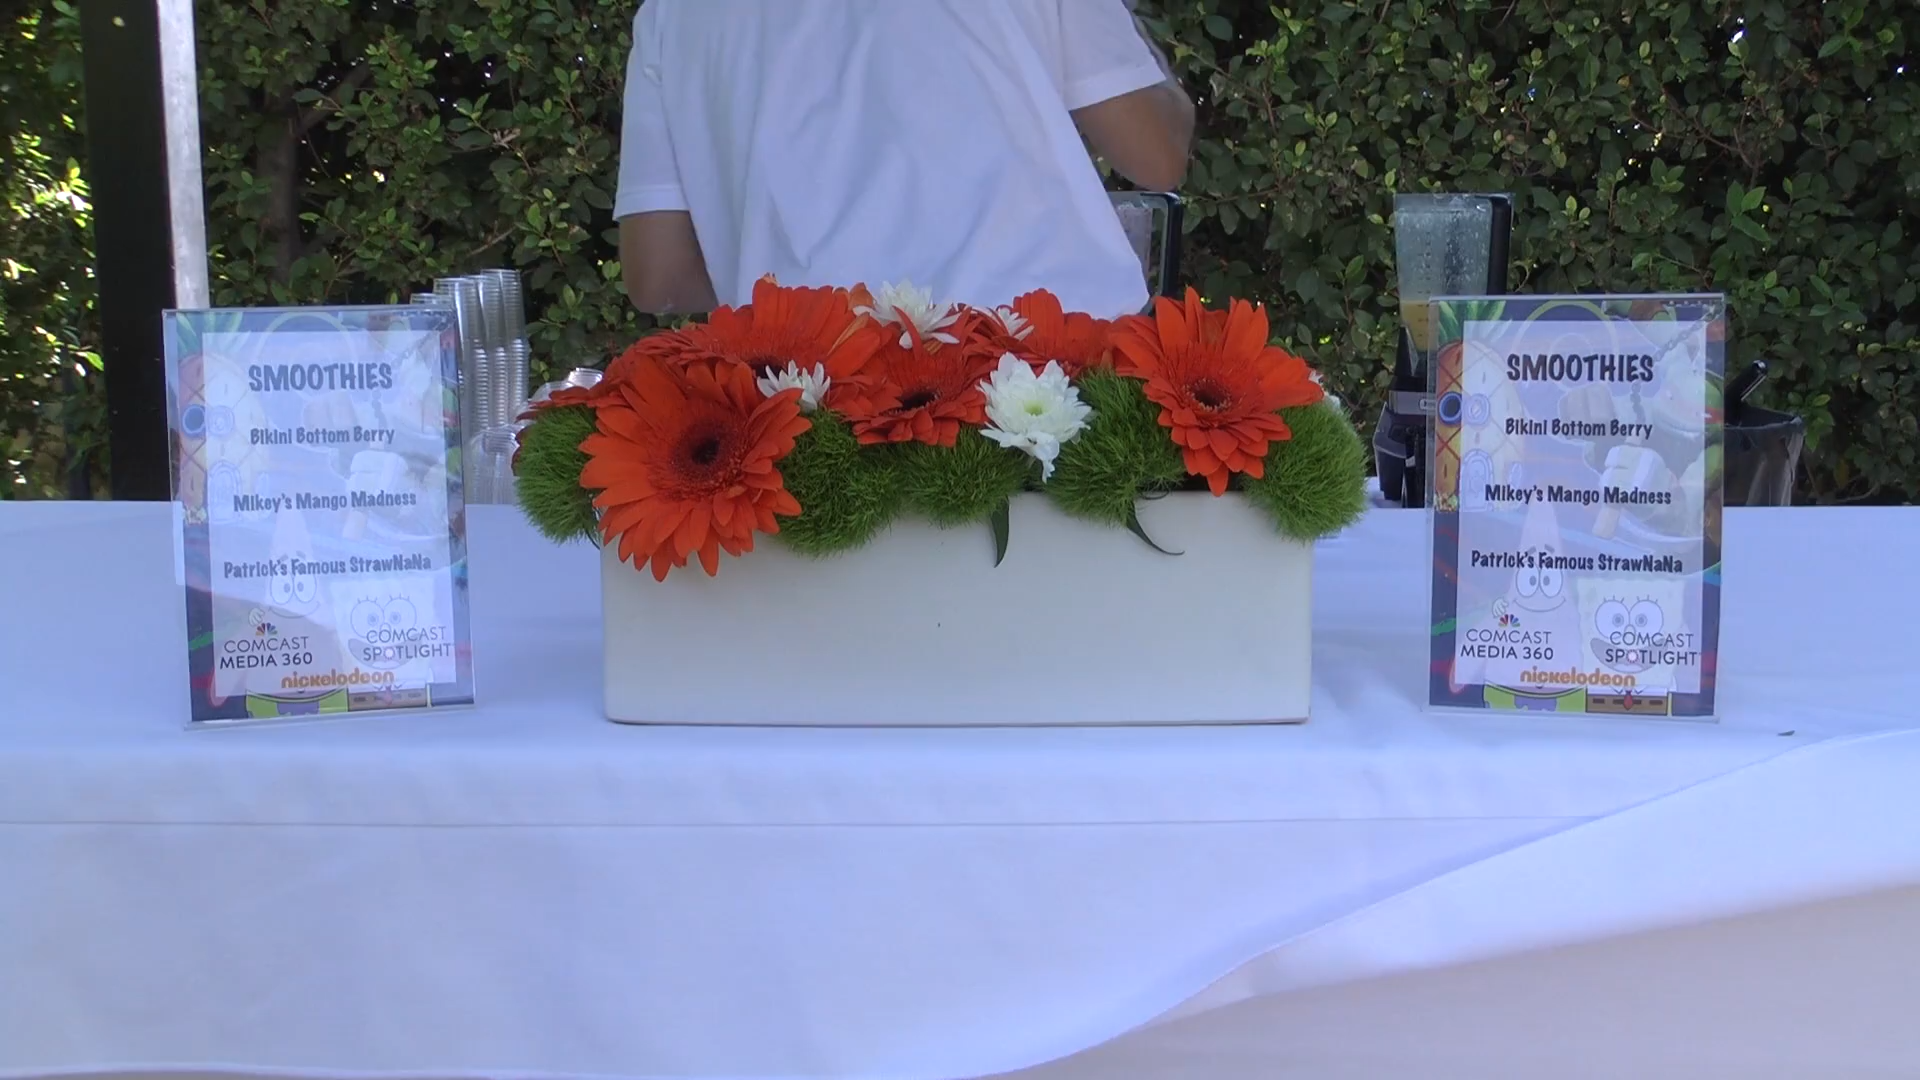 SMOOTHIES
Bikini Bottom Berry
Mikey's Mango Madness
Patrick's Famous StrawNaNa
COMCAST
MEDIA 360
COMCAST
SPOTLIGHT
nickelodeon
SMOOTHIES
Bikini Bottom Berry
Mikey's Mango Madness
Patrick's Famous StrawNaNa
COMCAST
MEDIA 360
COMCAST
SPOTLIGHT
nickelodeon